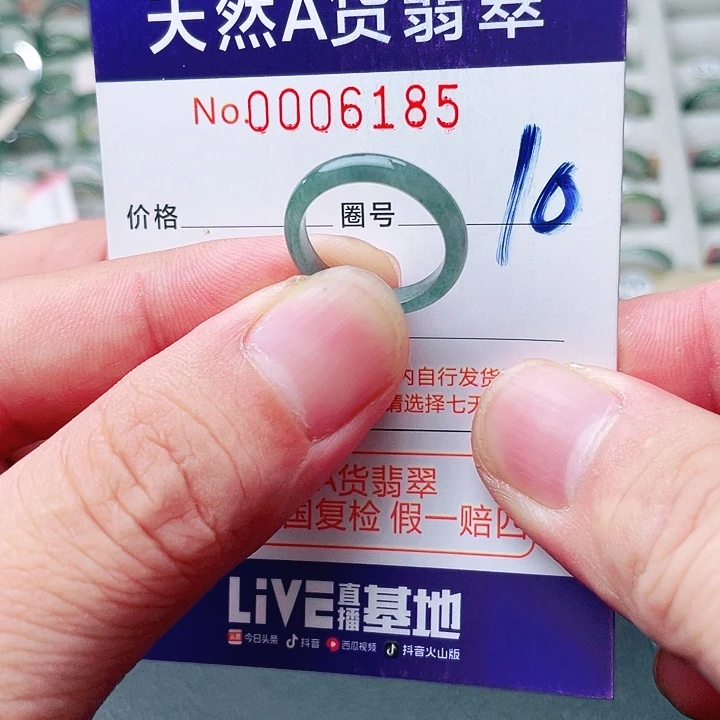 天然A货翡翠
No.0006185
价格 圈号 10
内自行发货
请选择七天
A货翡翠
国复检 假一赔四
LiVE直播基地
今日头条 抖音 西瓜视频 抖音火山版